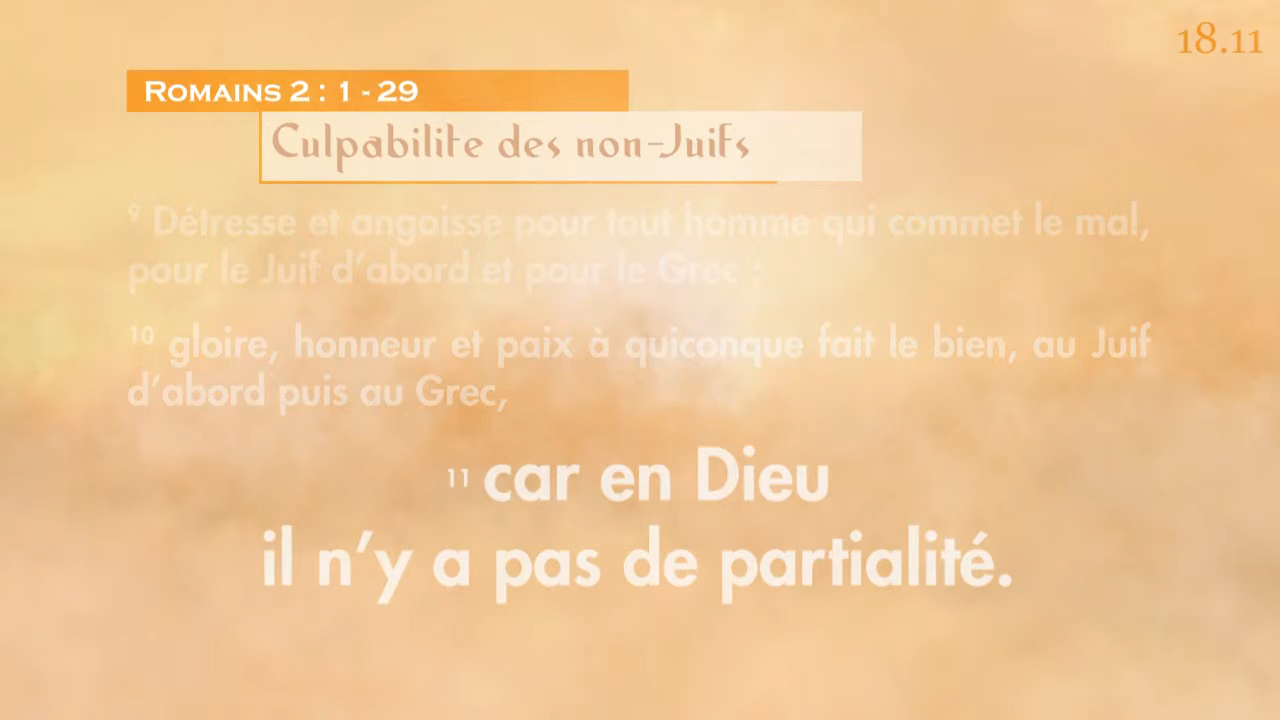 18.11
Romains 2 : 1 - 29
Culpabilite des non-Juifs
9 Détresse et angoisse pour tout homme qui commet le mal,
pour le Juif d’abord et pour le Grec ;
10 gloire, honneur et paix à quiconque fait le bien, au Juif
d’abord puis au Grec,
11 car en Dieu
il n’y a pas de partialité.